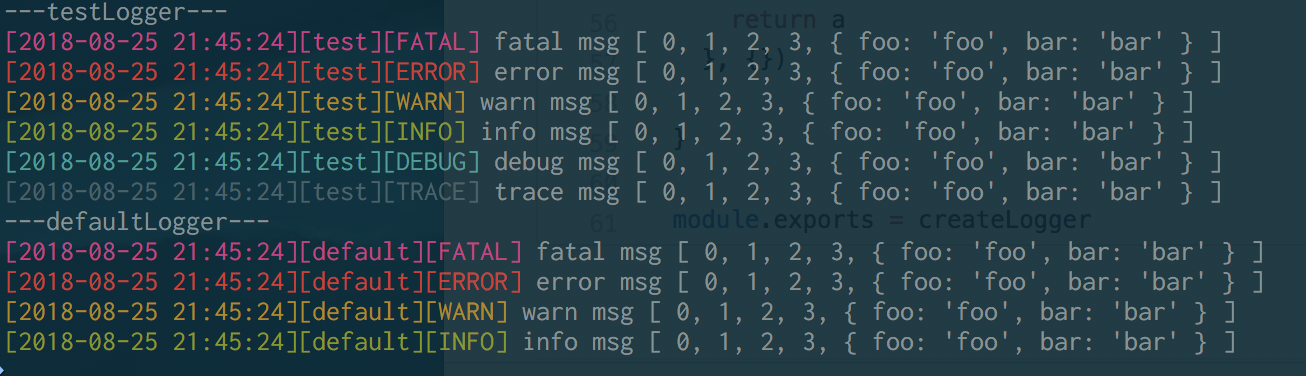 ---testLogger---
[2018-08-25 21:45:24][test][FATAL] fatal msg [ 0, 1, 2, 3, { foo: 'foo', bar: 'bar' } ]
[2018-08-25 21:45:24][test][ERROR] error msg [ 0, 1, 2, 3, { foo: 'foo', bar: 'bar' } ]
[2018-08-25 21:45:24][test][WARN] warn msg [ 0, 1, 2, 3, { foo: 'foo', bar: 'bar' } ]
[2018-08-25 21:45:24][test][INFO] info msg [ 0, 1, 2, 3, { foo: 'foo', bar: 'bar' } ]
[2018-08-25 21:45:24][test][DEBUG] debug msg [ 0, 1, 2, 3, { foo: 'foo', bar: 'bar' } ]
[2018-08-25 21:45:24][test][TRACE] trace msg [ 0, 1, 2, 3, { foo: 'foo', bar: 'bar' } ]
---defaultLogger---
[2018-08-25 21:45:24][default][FATAL] fatal msg [ 0, 1, 2, 3, { foo: 'foo', bar: 'bar' } ]
[2018-08-25 21:45:24][default][ERROR] error msg [ 0, 1, 2, 3, { foo: 'foo', bar: 'bar' } ]
[2018-08-25 21:45:24][default][WARN] warn msg [ 0, 1, 2, 3, { foo: 'foo', bar: 'bar' } ]
[2018-08-25 21:45:24][default][INFO] info msg [ 0, 1, 2, 3, { foo: 'foo', bar: 'bar' } ]
56 return a
61 module.exports = createLogger